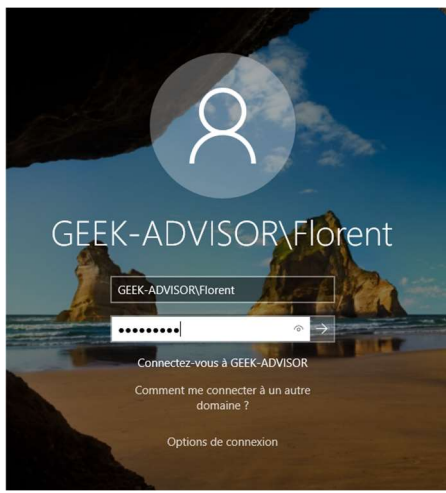 GEEK-ADVISOR\Florent
GEEK-ADVISOR\Florent
•••••••••
Connectez-vous à GEEK-ADVISOR
Comment me connecter à un autre
domaine ?
Options de connexion